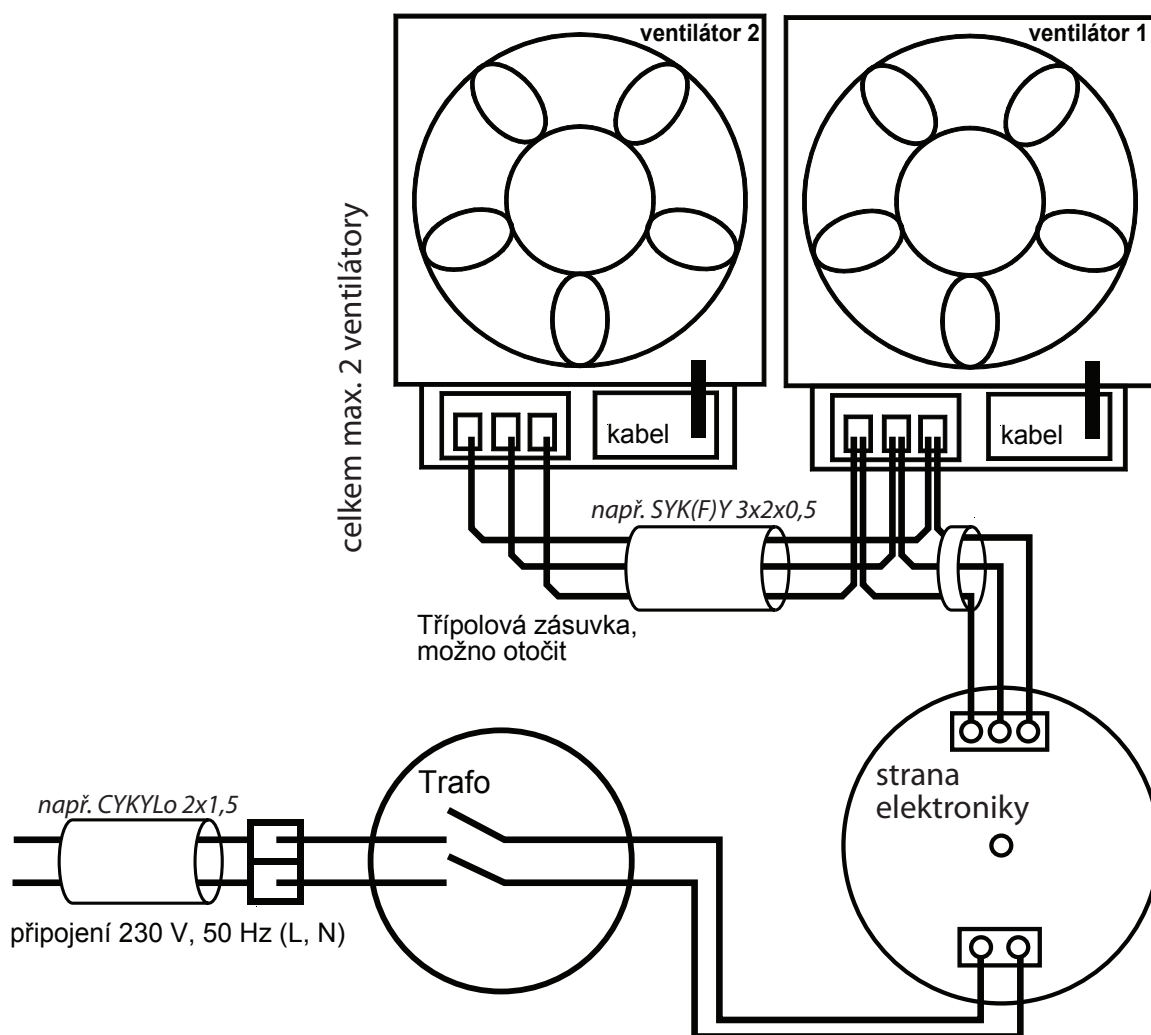 ventilátor 2
ventilátor 1
celkem max. 2 ventilátory
kabel
kabel
např. SYK(F)Y 3x2x0,5
Třípolová zásuvka,
možno otočit
strana
elektroniky
Trafo
např. CYKYLo 2x1,5
připojení 230 V, 50 Hz (L, N)